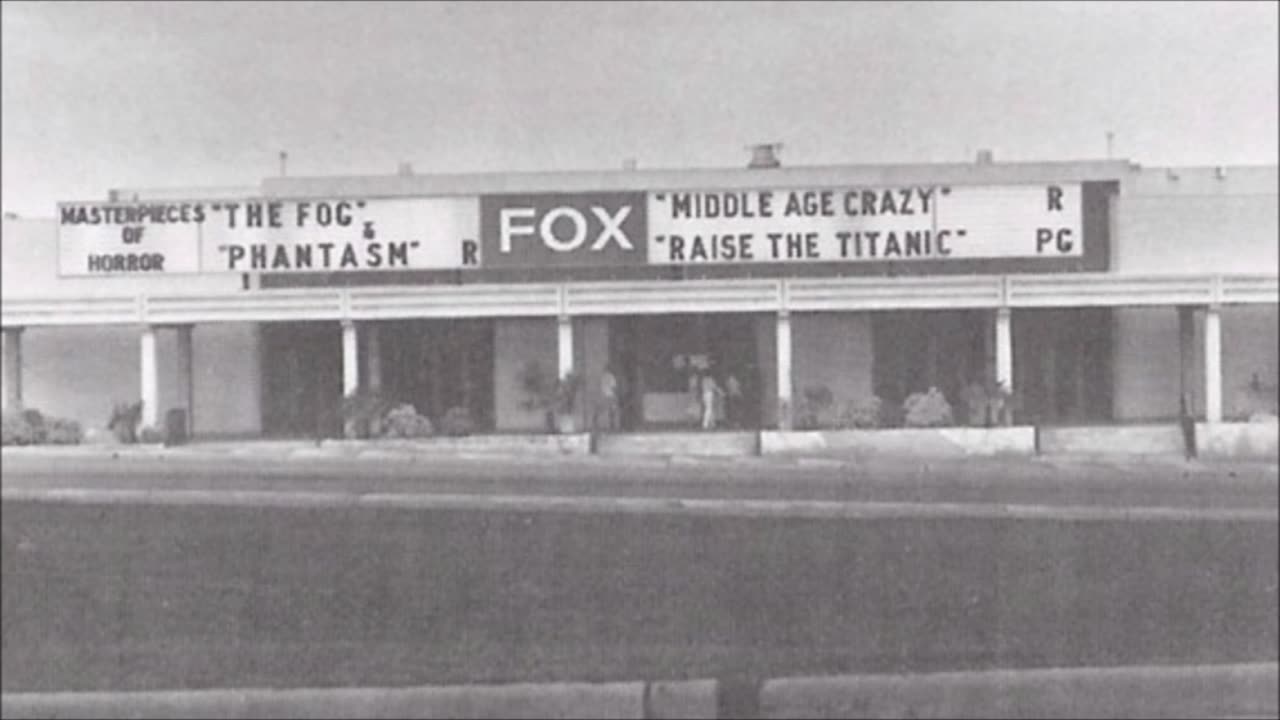 MASTERPIECES
OF
HORROR
"THE FOG"
&
"PHANTASM" R
FOX
"MIDDLE AGE CRAZY" R
"RAISE THE TITANIC" PG